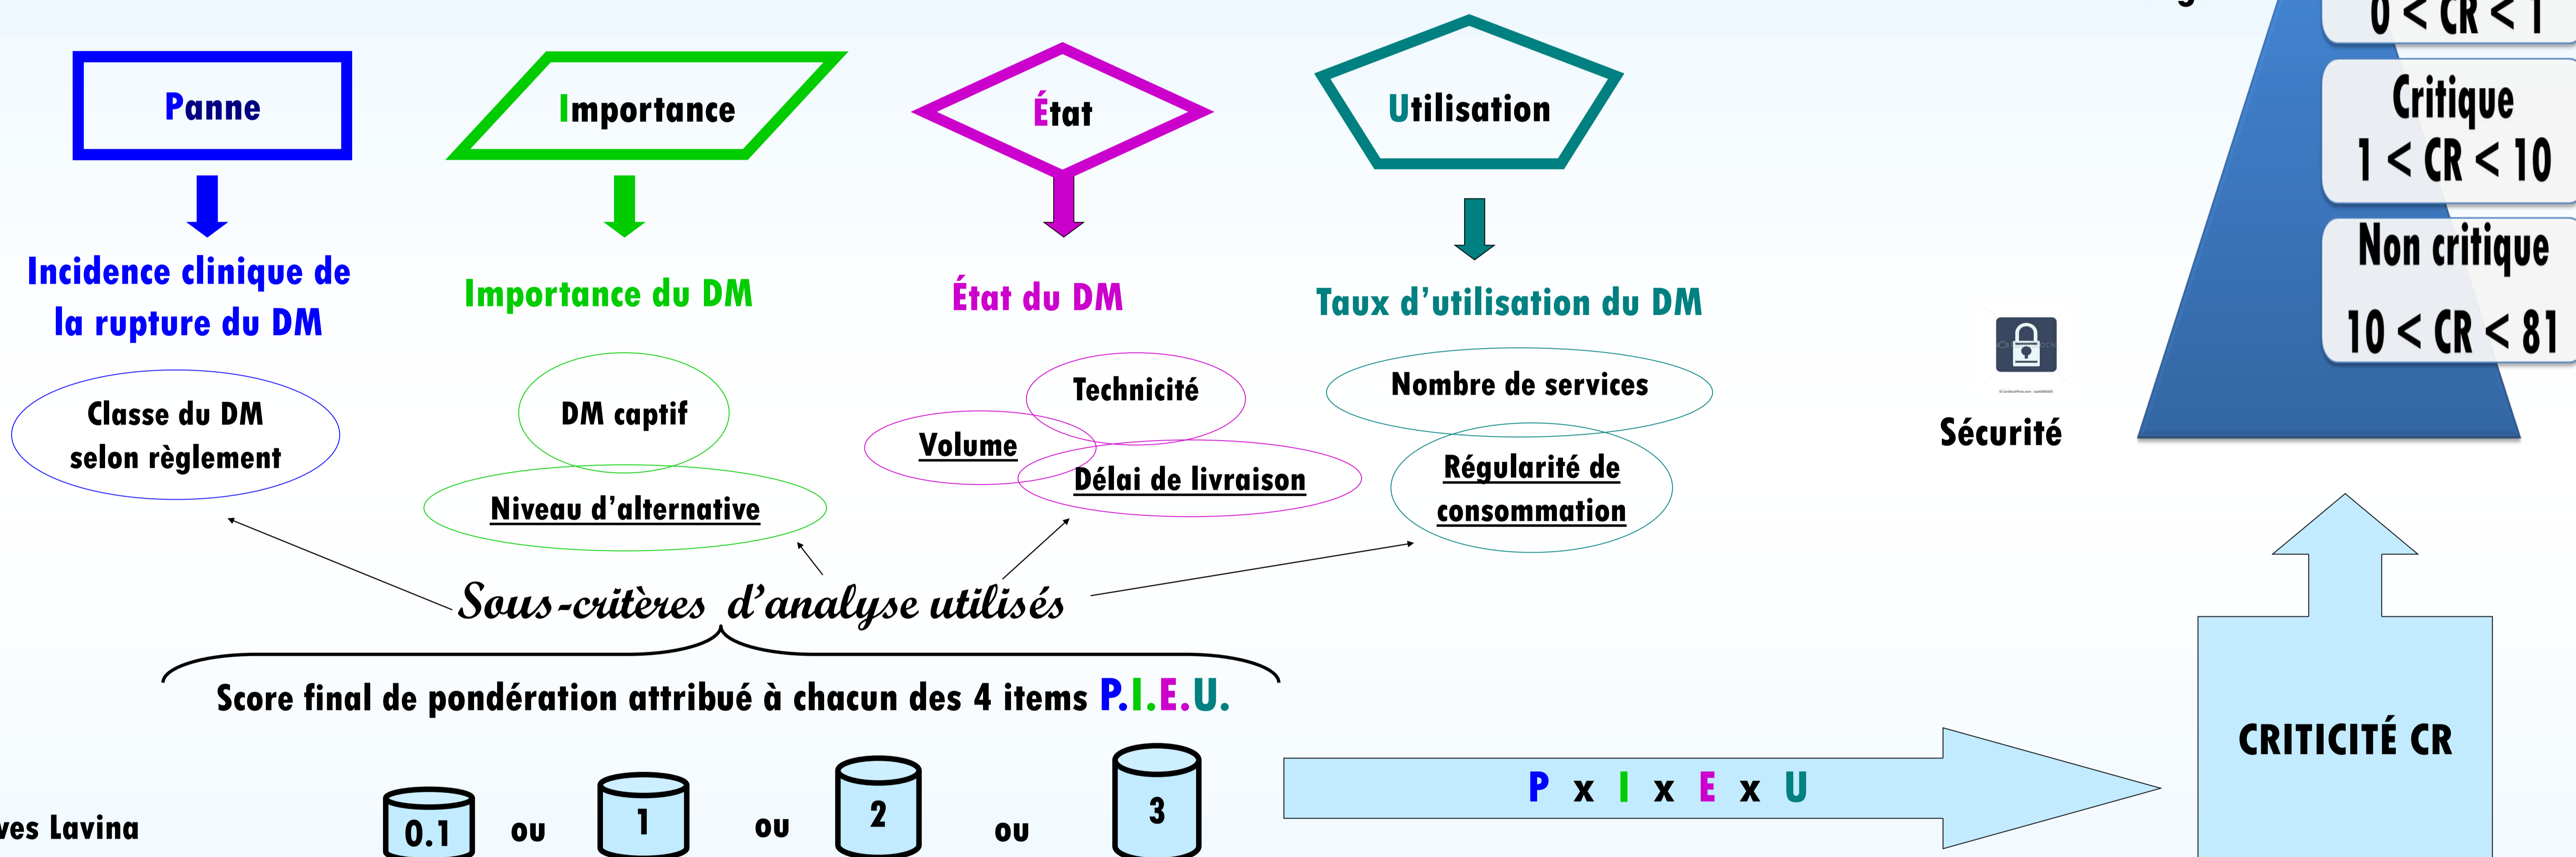 Panne
Importance
État
Utilisation
Incidence clinique de
la rupture du DM
Importance du DM
État du DM
Taux d’utilisation du DM
Classe du DM
selon règlement
DM captif
Niveau d’alternative
Technicité
Volume
Délai de livraison
Nombre de services
Régularité de
consommation
Sous-critères d’analyse utilisés
Score final de pondération attribué à chacun des 4 items P.I.E.U.
ves Lavina
0.1
ou
1
ou
2
ou
3
P x I x E x U
Sécurité
0 < CR < 1
Critique
1 < CR < 10
Non critique
10 < CR < 81
CRITICITÉ CR